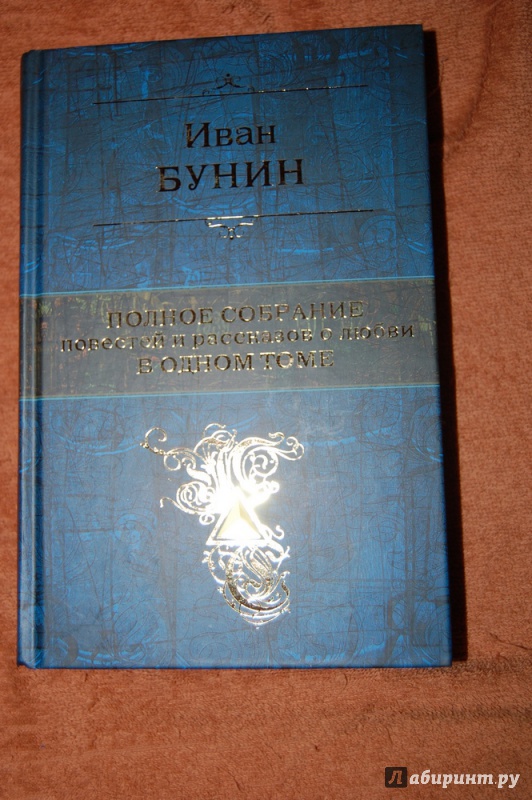 Иван
БУНИН
ПОЛНОЕ СОБРАНИЕ
повестей и рассказов о любви
В ОДНОМ ТОМЕ
Лабиринт.ру